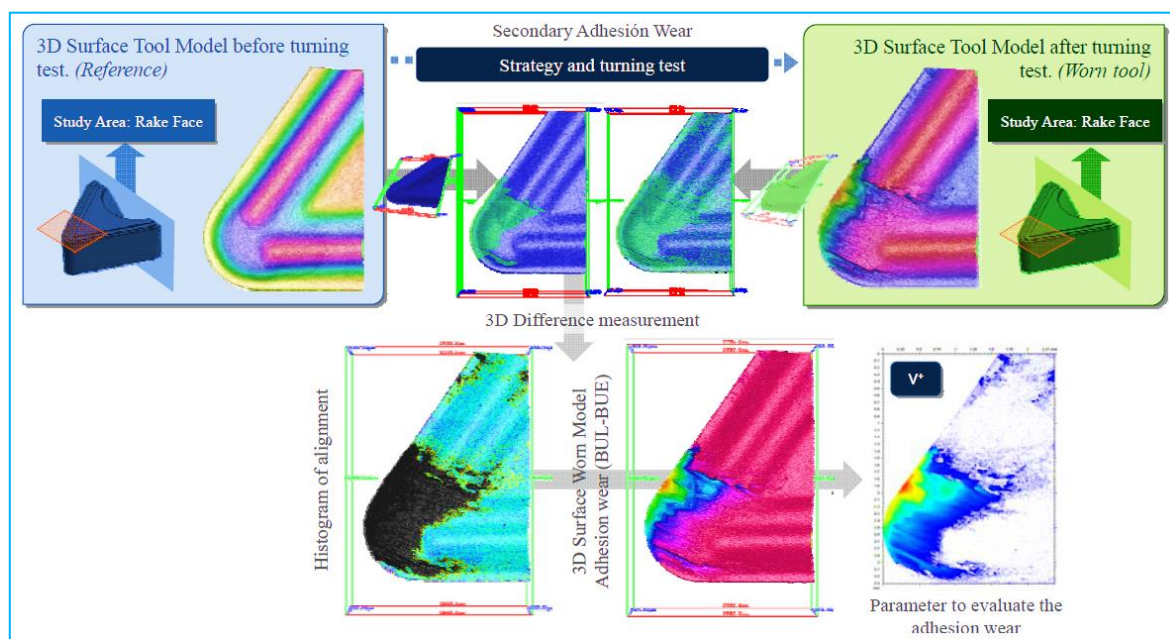 3D Surface Tool Model before turning
test. (Reference)
Study Area: Rake Face
Secondary Adhesión Wear
Strategy and turning test
3D Surface Tool Model after turning
test. (Worn tool)
Study Area: Rake Face
3D Difference measurement
Histogram of alignment
3D Surface Worn Model
Adhesion wear (BUL-BUE)
V+
Parameter to evaluate the
adhesion wear